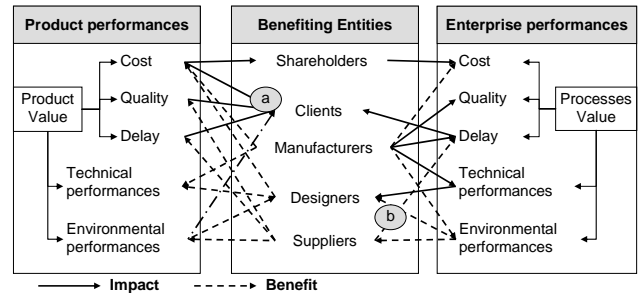 Product performances
Benefiting Entities
Enterprise performances
Cost
Quality
Delay
Technical
performances
Environmental
performances
Product
Value
Shareholders
Clients
Manufacturers
Designers
Suppliers
a
b
Cost
Quality
Delay
Technical
performances
Environmental
performances
Processes
Value
Impact
Benefit